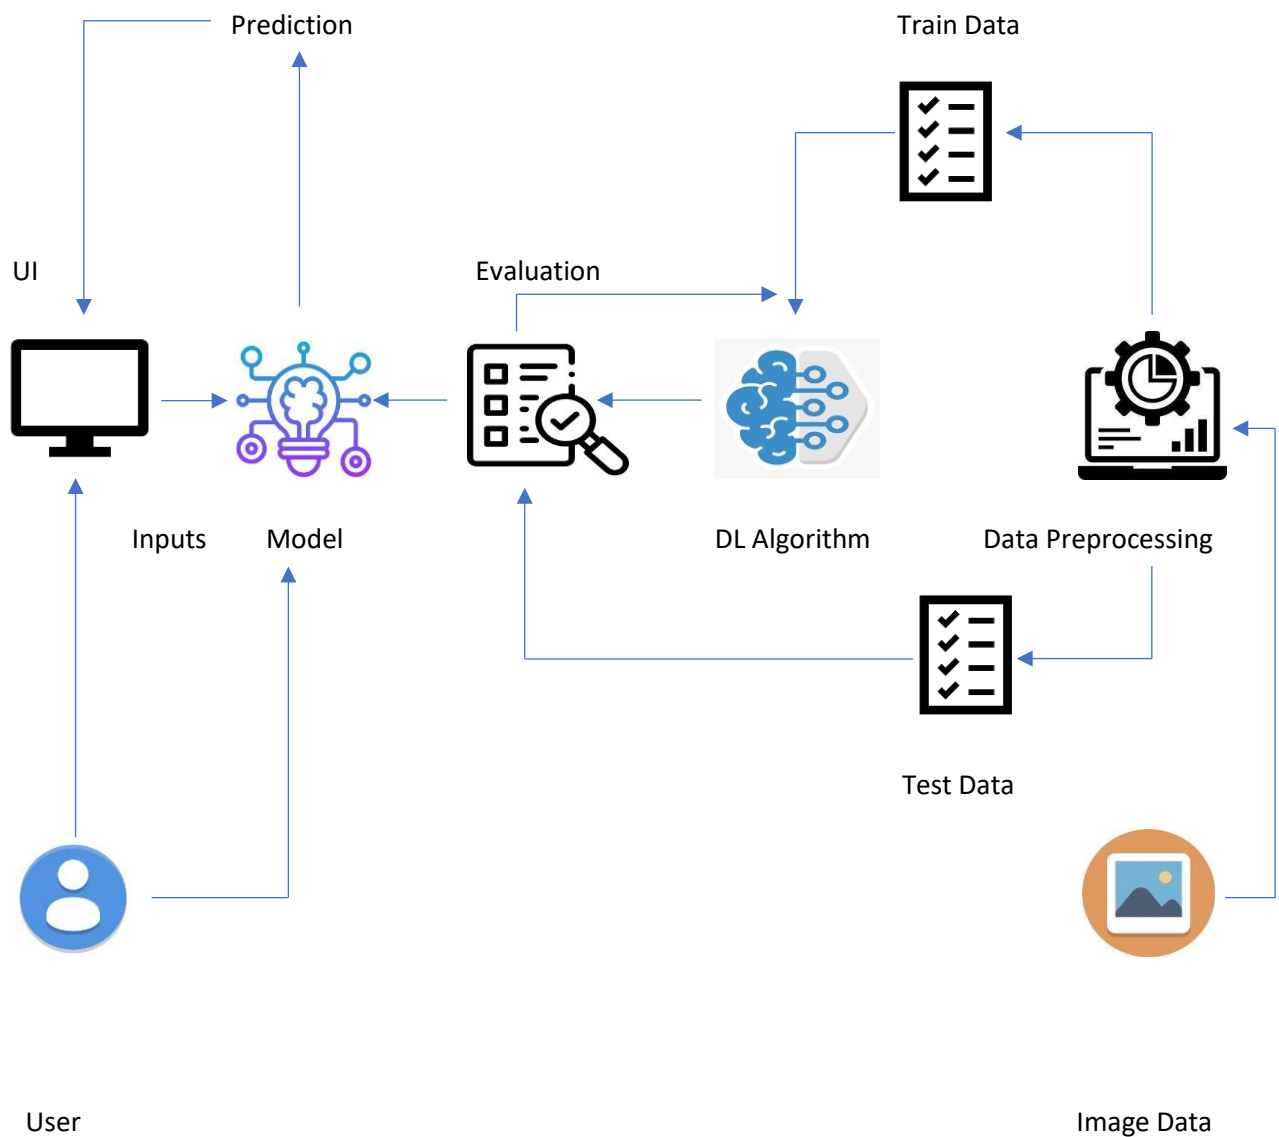 Prediction
Train Data
UI
Evaluation
Inputs
Model
DL Algorithm
Data Preprocessing
Test Data
User
Image Data